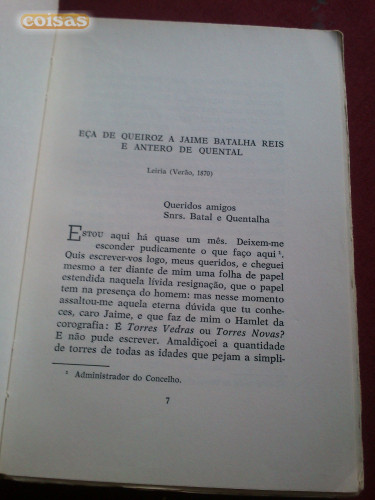 coisas
EÇA DE QUEIROZ A JAIME BATALHA REIS
E ANTERO DE QUENTAL
Leiria (Verão, 1870)
Queridos amigos
Snrs. Batal e Quentalha
ESTOU aqui há quase um mês. Deixem-me
esconder pudicamente o que faço aqui¹.
Quis escrever-vos logo, meus queridos, e cheguei
mesmo a ter diante de mim uma folha de papel
estendida naquela lívida resignação, que o papel
tem na presença do homem: mas nesse momento
assaltou-me aquela eterna dúvida que tu conhe-
ces, caro Jaime, e que faz de mim o Hamlet da
corografia: É Torres Vedras ou Torres Novas?
E não pude escrever. Amaldiçoei a quantidade
de torres de todas as idades que pejam a simpli-
¹ Administrador do Concelho.
7